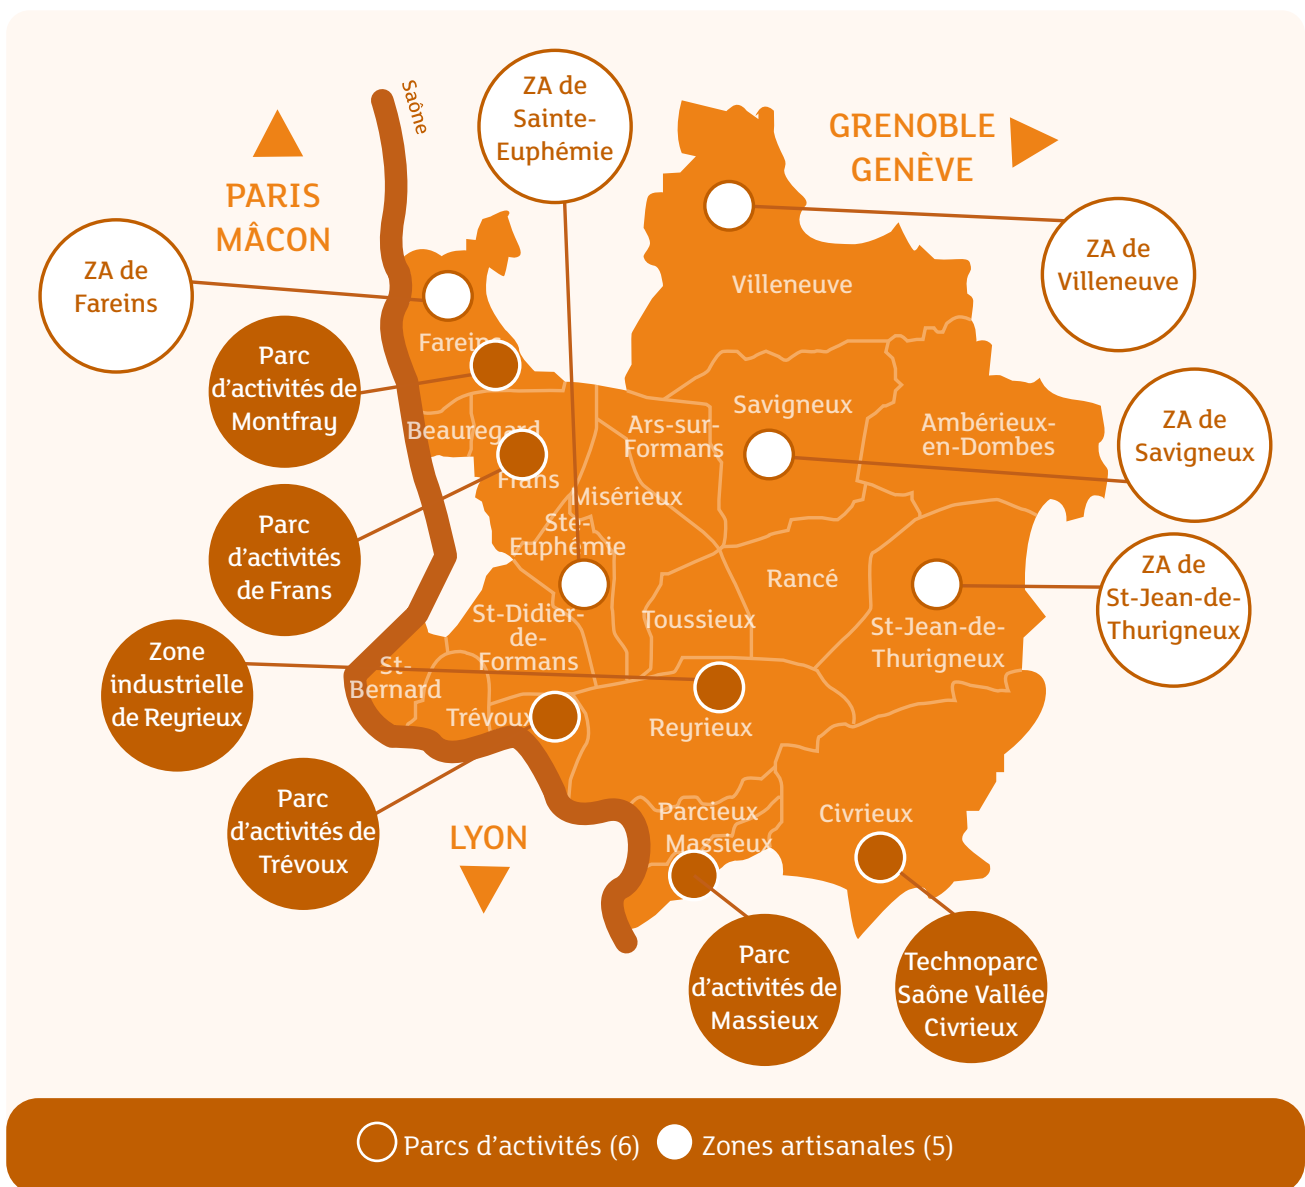 Saône
ZA de
Sainte-
Euphémie
GRENOBLE
GENÈVE
PARIS
MÂCON
ZA de
Fareins
ZA de
Villeneuve
Villeneuve
Fareins
Parc
d'activités de
Montfray
Savigneux
Ars-sur-
Formans
Ambérieux-
en-Dombes
ZA de
Savigneux
Beauregard
Frans
Misérieux
Ste-
Euphémie
Parc
d'activités
de Frans
Rancé
ZA de
St-Jean-de-
Thurigneux
St-Didier-
de-
Formans
Toussieux
St-Jean-de-
Thurigneux
Zone
industrielle
de Reyrieux
St-
Bernard
Trévoux
Reyrieux
Parc
d'activités de
Trévoux
LYON
Parcieux
Massieux
Civrieux
Parc
d'activités de
Massieux
Technoparc
Saône Vallée
Civrieux
Parcs d'activités (6) Zones artisanales (5)